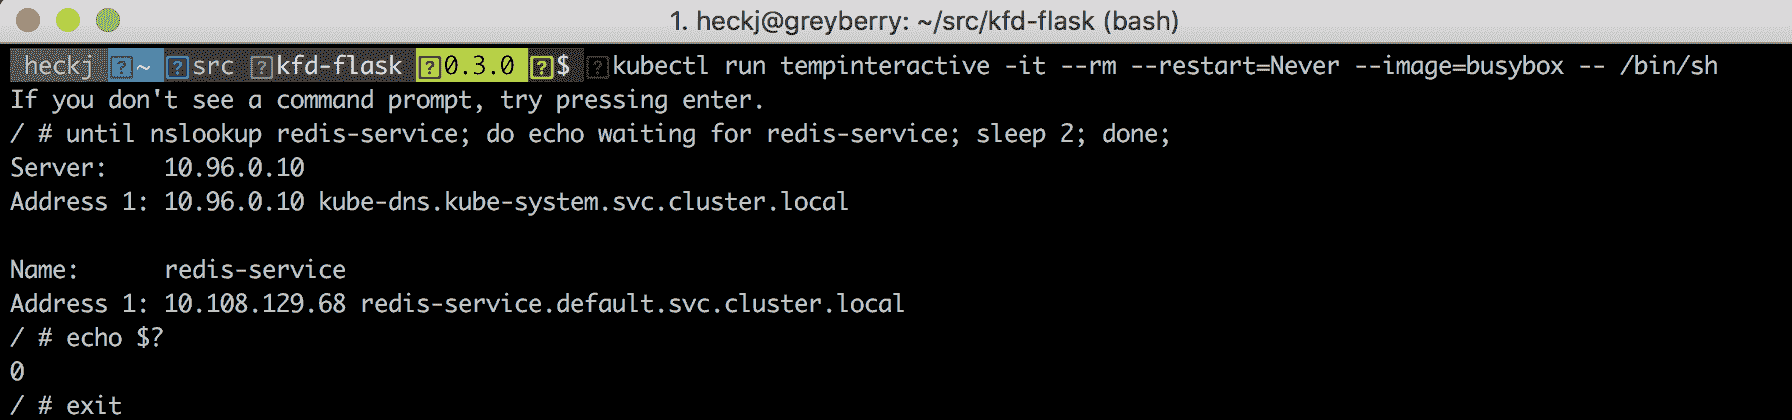 1. heckj@greyberry: ~/src/kfd-flask (bash)
heckj ~ src kfd-flask 0.3.0 $ kubectl run tempinteractive -it --rm --restart=Never --image=busybox -- /bin/sh
If you don't see a command prompt, try pressing enter.
/ # until nslookup redis-service; do echo waiting for redis-service; sleep 2; done;
Server:    10.96.0.10
Address 1: 10.96.0.10 kube-dns.kube-system.svc.cluster.local
Name:      redis-service
Address 1: 10.108.129.68 redis-service.default.svc.cluster.local
/ # echo $?
0
/ # exit